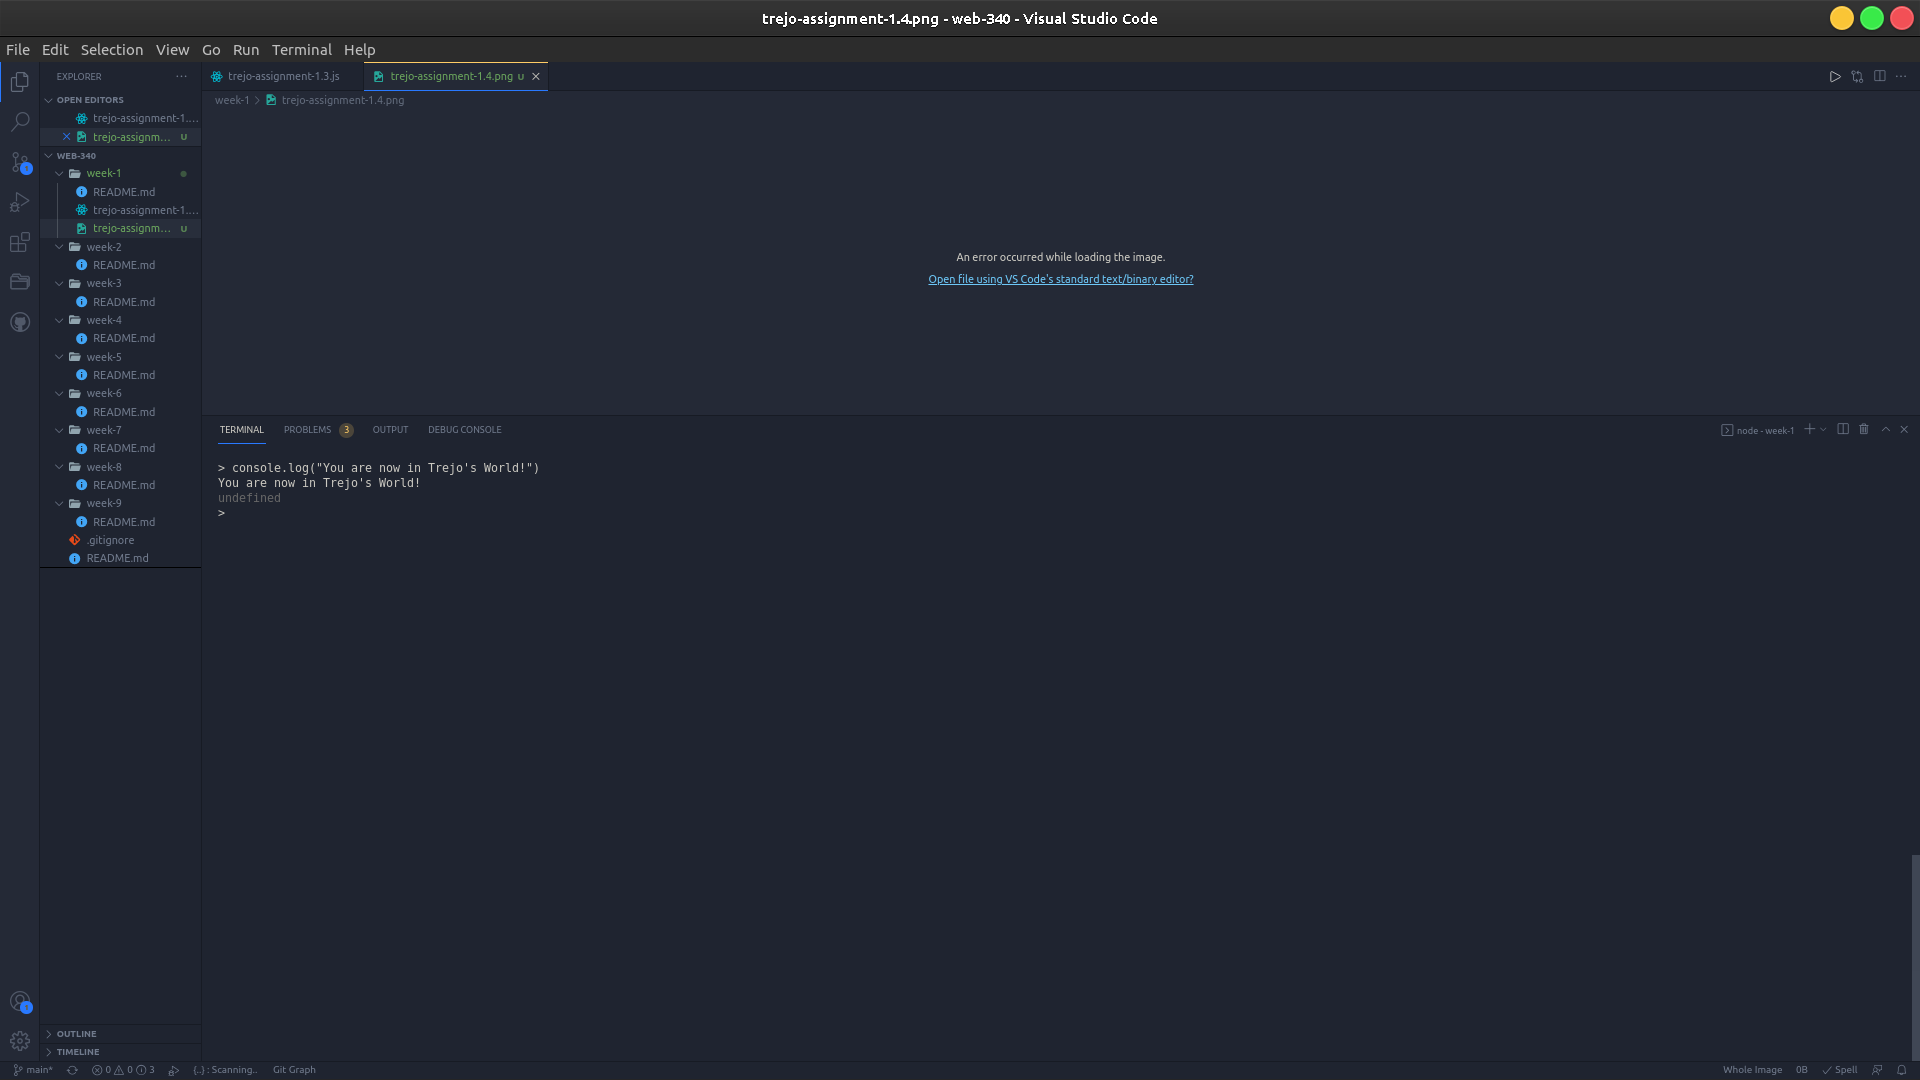 trejo-assignment-1.4.png - web-340 - Visual Studio Code
File Edit Selection View Go Run Terminal Help
EXPLORER
OPEN EDITORS
trejo-assignment-1....
trejo-assignm... U
WEB-340
week-1
README.md
trejo-assignment-1....
trejo-assignm... U
week-2
README.md
week-3
README.md
week-4
README.md
week-5
README.md
week-6
README.md
week-7
README.md
week-8
README.md
week-9
README.md
.gitignore
README.md
OUTLINE
TIMELINE
trejo-assignment-1.3.js trejo-assignment-1.4.png U
week-1 > trejo-assignment-1.4.png
An error occurred while loading the image.
Open file using VS Code's standard text/binary editor?
TERMINAL PROBLEMS 3 OUTPUT DEBUG CONSOLE node - week-1
> console.log("You are now in Trejo's World!")
You are now in Trejo's World!
undefined
>
main* 0 0 3 {..} : Scanning.. Git Graph Whole Image 0B Spell